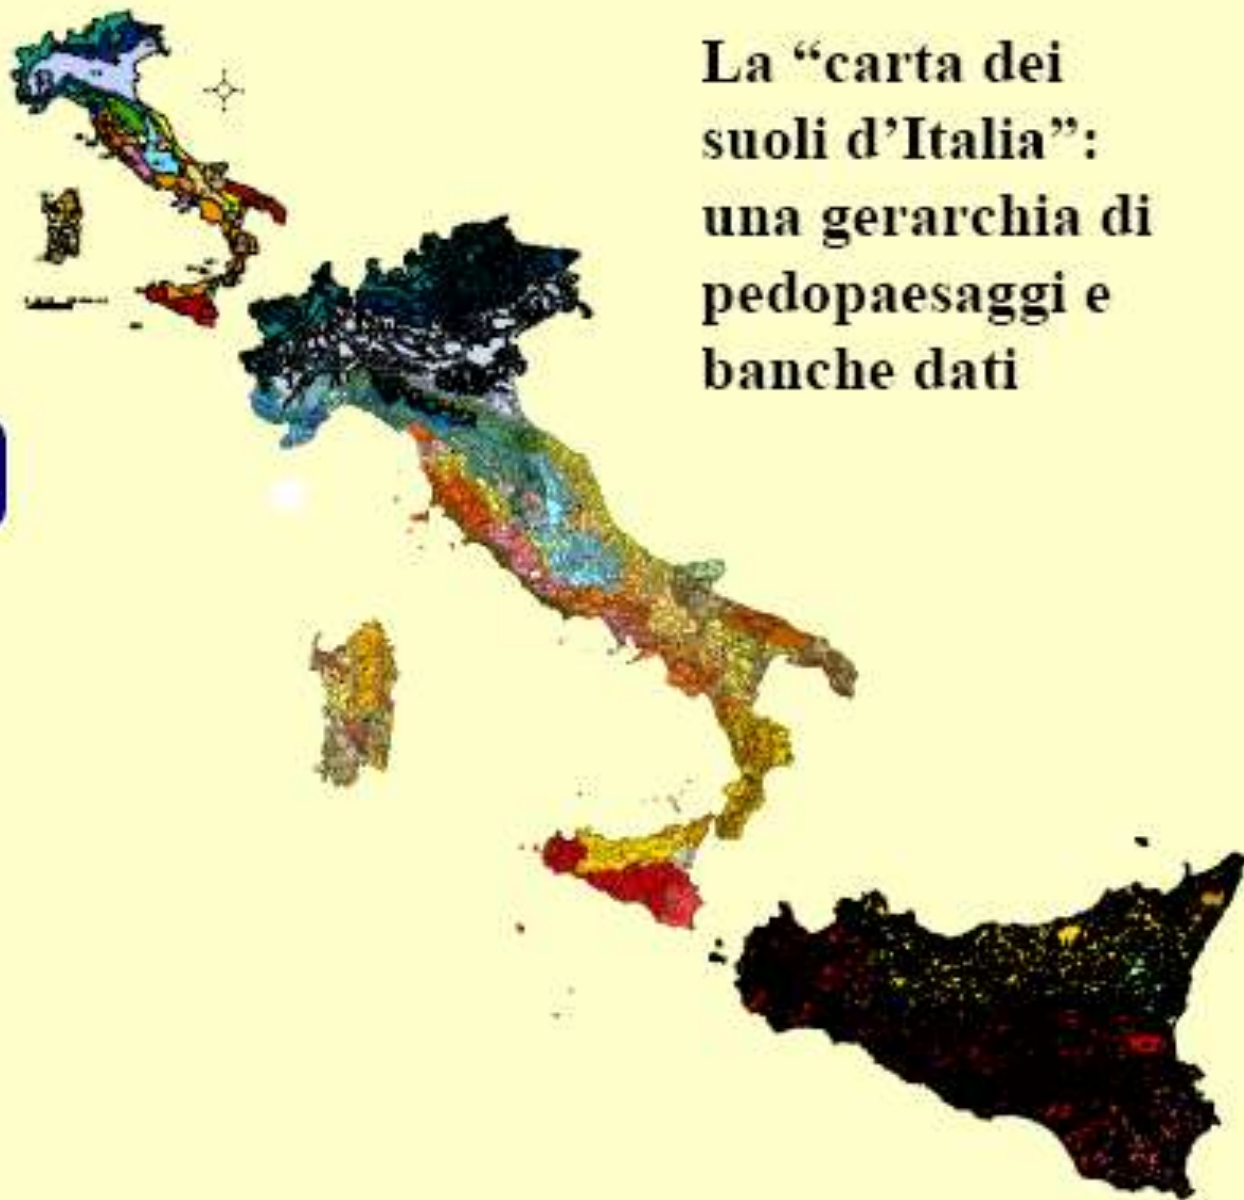 La “carta dei
suoli d’Italia”:
una gerarchia di
pedopaesaggi e
banche dati